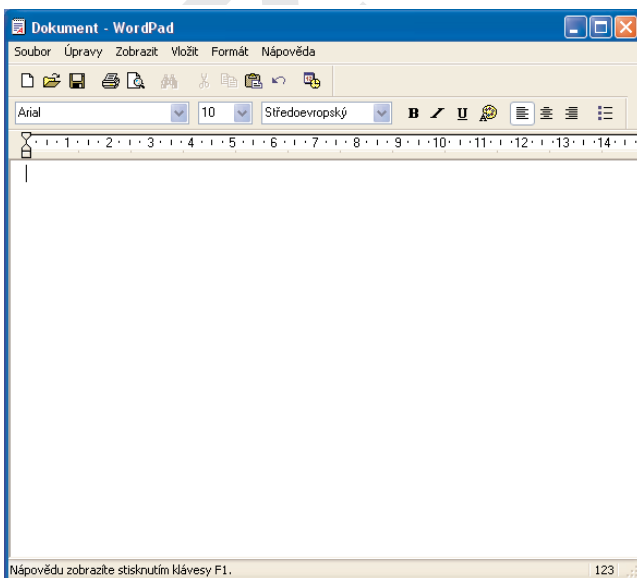 Dokument - WordPad
Soubor Úpravy Zobrazit Vložit Formát Nápověda
Arial 10 Středoevropský B / U
1 2 3 4 5 6 7 8 9 10 11 12 13 14
Nápovědu zobrazíte stisknutím klávesy F1. 123